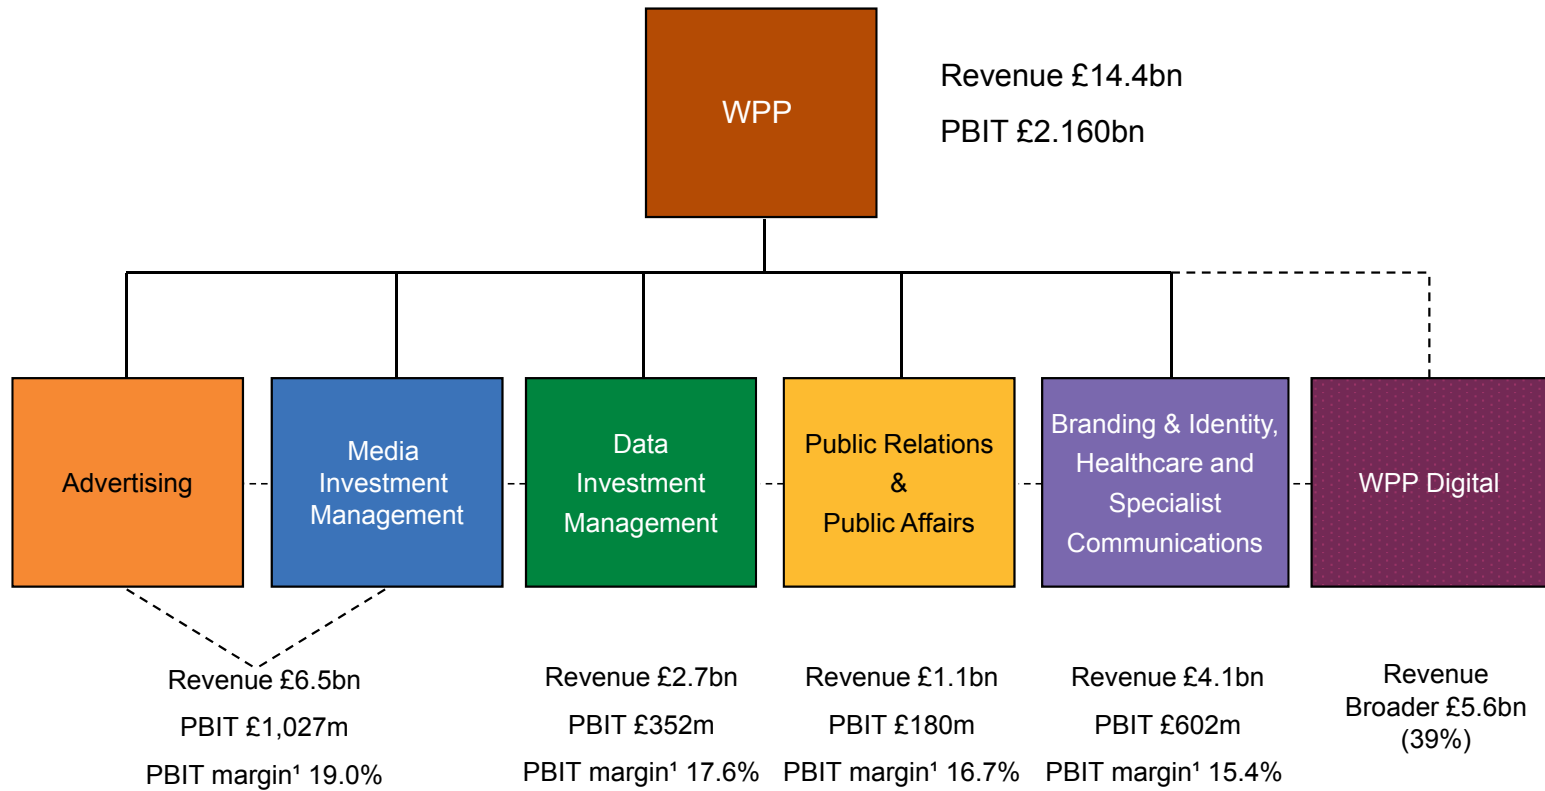 WPP
Revenue £14.4bn
PBIT £2.160bn
Advertising
Media
Investment
Management
Data
Investment
Management
Public Relations
&
Public Affairs
Branding & Identity,
Healthcare and
Specialist
Communications
WPP Digital
Revenue £6.5bn
PBIT £1,027m
PBIT margin¹ 19.0%
Revenue £2.7bn
PBIT £352m
PBIT margin¹ 17.6%
Revenue £1.1bn
PBIT £180m
PBIT margin¹ 16.7%
Revenue £4.1bn
PBIT £602m
PBIT margin¹ 15.4%
Revenue
Broader £5.6bn
(39%)